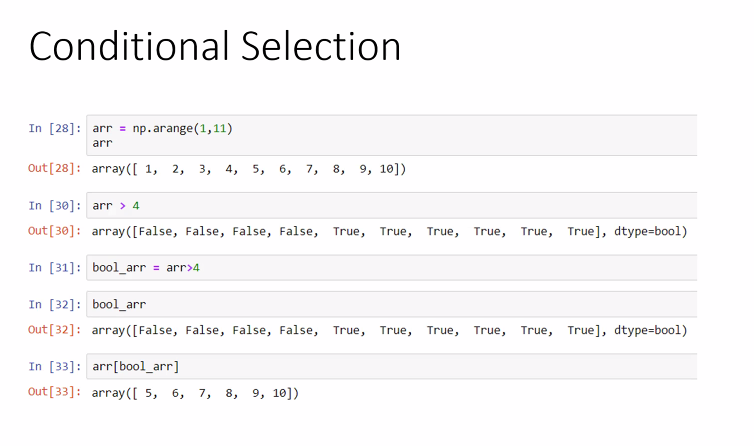 Conditional Selection
In [28]: arr = np.arange(1,11)
arr
Out[28]: array([ 1,  2,  3,  4,  5,  6,  7,  8,  9, 10])
In [30]: arr > 4
Out[30]: array([False, False, False, False,  True,  True,  True,  True,  True,  True], dtype=bool)
In [31]: bool_arr = arr>4
In [32]: bool_arr
Out[32]: array([False, False, False, False,  True,  True,  True,  True,  True,  True], dtype=bool)
In [33]: arr[bool_arr]
Out[33]: array([ 5,  6,  7,  8,  9, 10])